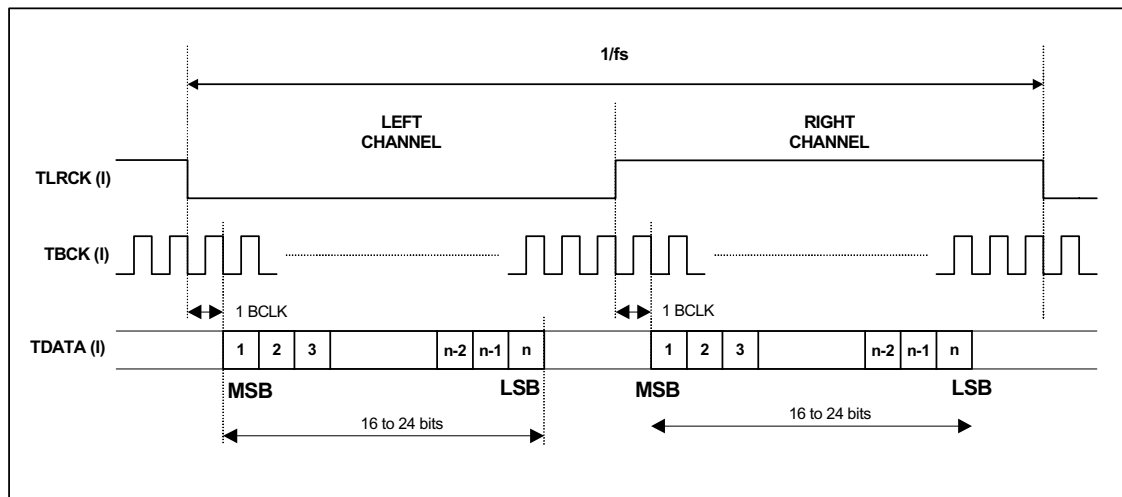 1/fs
LEFT
CHANNEL
RIGHT
CHANNEL
TLRCK (I)
TBCK (I)
1 BCLK
1 BCLK
TDATA (I)
1 2 3 n-2 n-1 n
1 2 3 n-2 n-1 n
MSB LSB MSB LSB
16 to 24 bits
16 to 24 bits